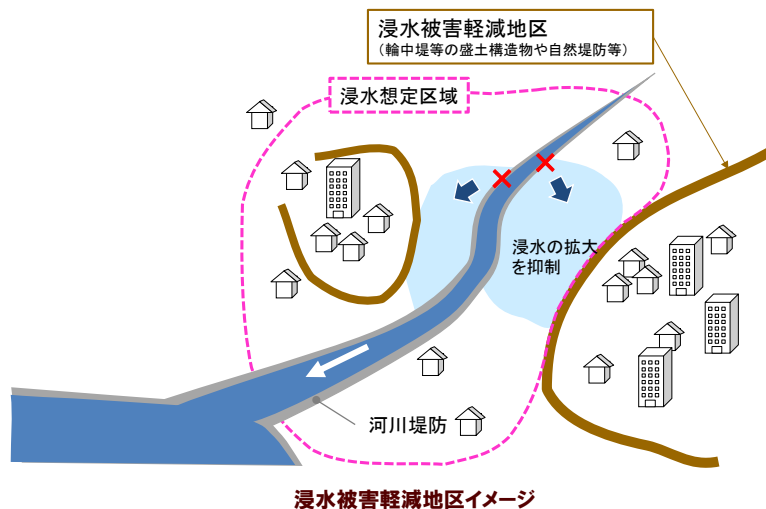 浸水被害軽減地区
（輪中堤等の盛土構造物や自然堤防等）
浸水想定区域
浸水の拡大
を抑制
河川堤防
浸水被害軽減地区イメージ